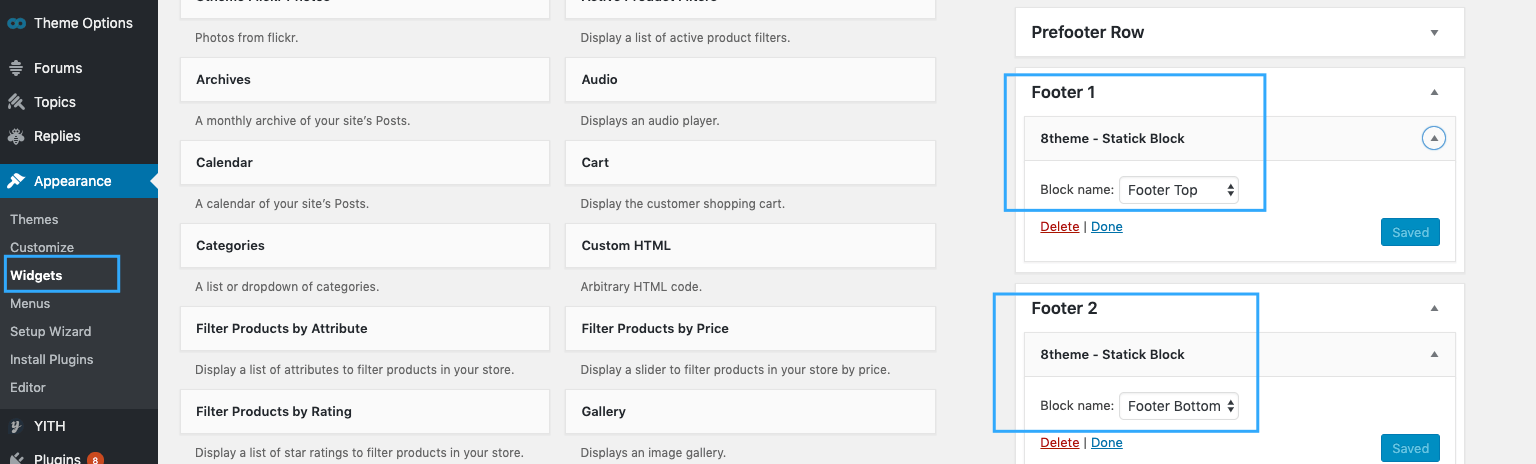 Theme Options
Forums
Topics
Replies
Appearance
Themes
Customize
Widgets
Menus
Setup Wizard
Install Plugins
Editor
YITH
Plugins 8
Photos from flickr.
Archives
A monthly archive of your site's Posts.
Calendar
A calendar of your site's Posts.
Categories
A list or dropdown of categories.
Filter Products by Attribute
Display a list of attributes to filter products in your store.
Filter Products by Rating
Display a list of star ratings to filter products in your store.
Active Product Filters
Display a list of active product filters.
Audio
Displays an audio player.
Cart
Display the customer shopping cart.
Custom HTML
Arbitrary HTML code.
Filter Products by Price
Display a slider to filter products in your store by price.
Gallery
Displays an image gallery.
Prefooter Row
Footer 1
8theme - Statick Block
Block name: Footer Top
Delete | Done
Saved
Footer 2
8theme - Statick Block
Block name: Footer Bottom
Delete | Done
Saved